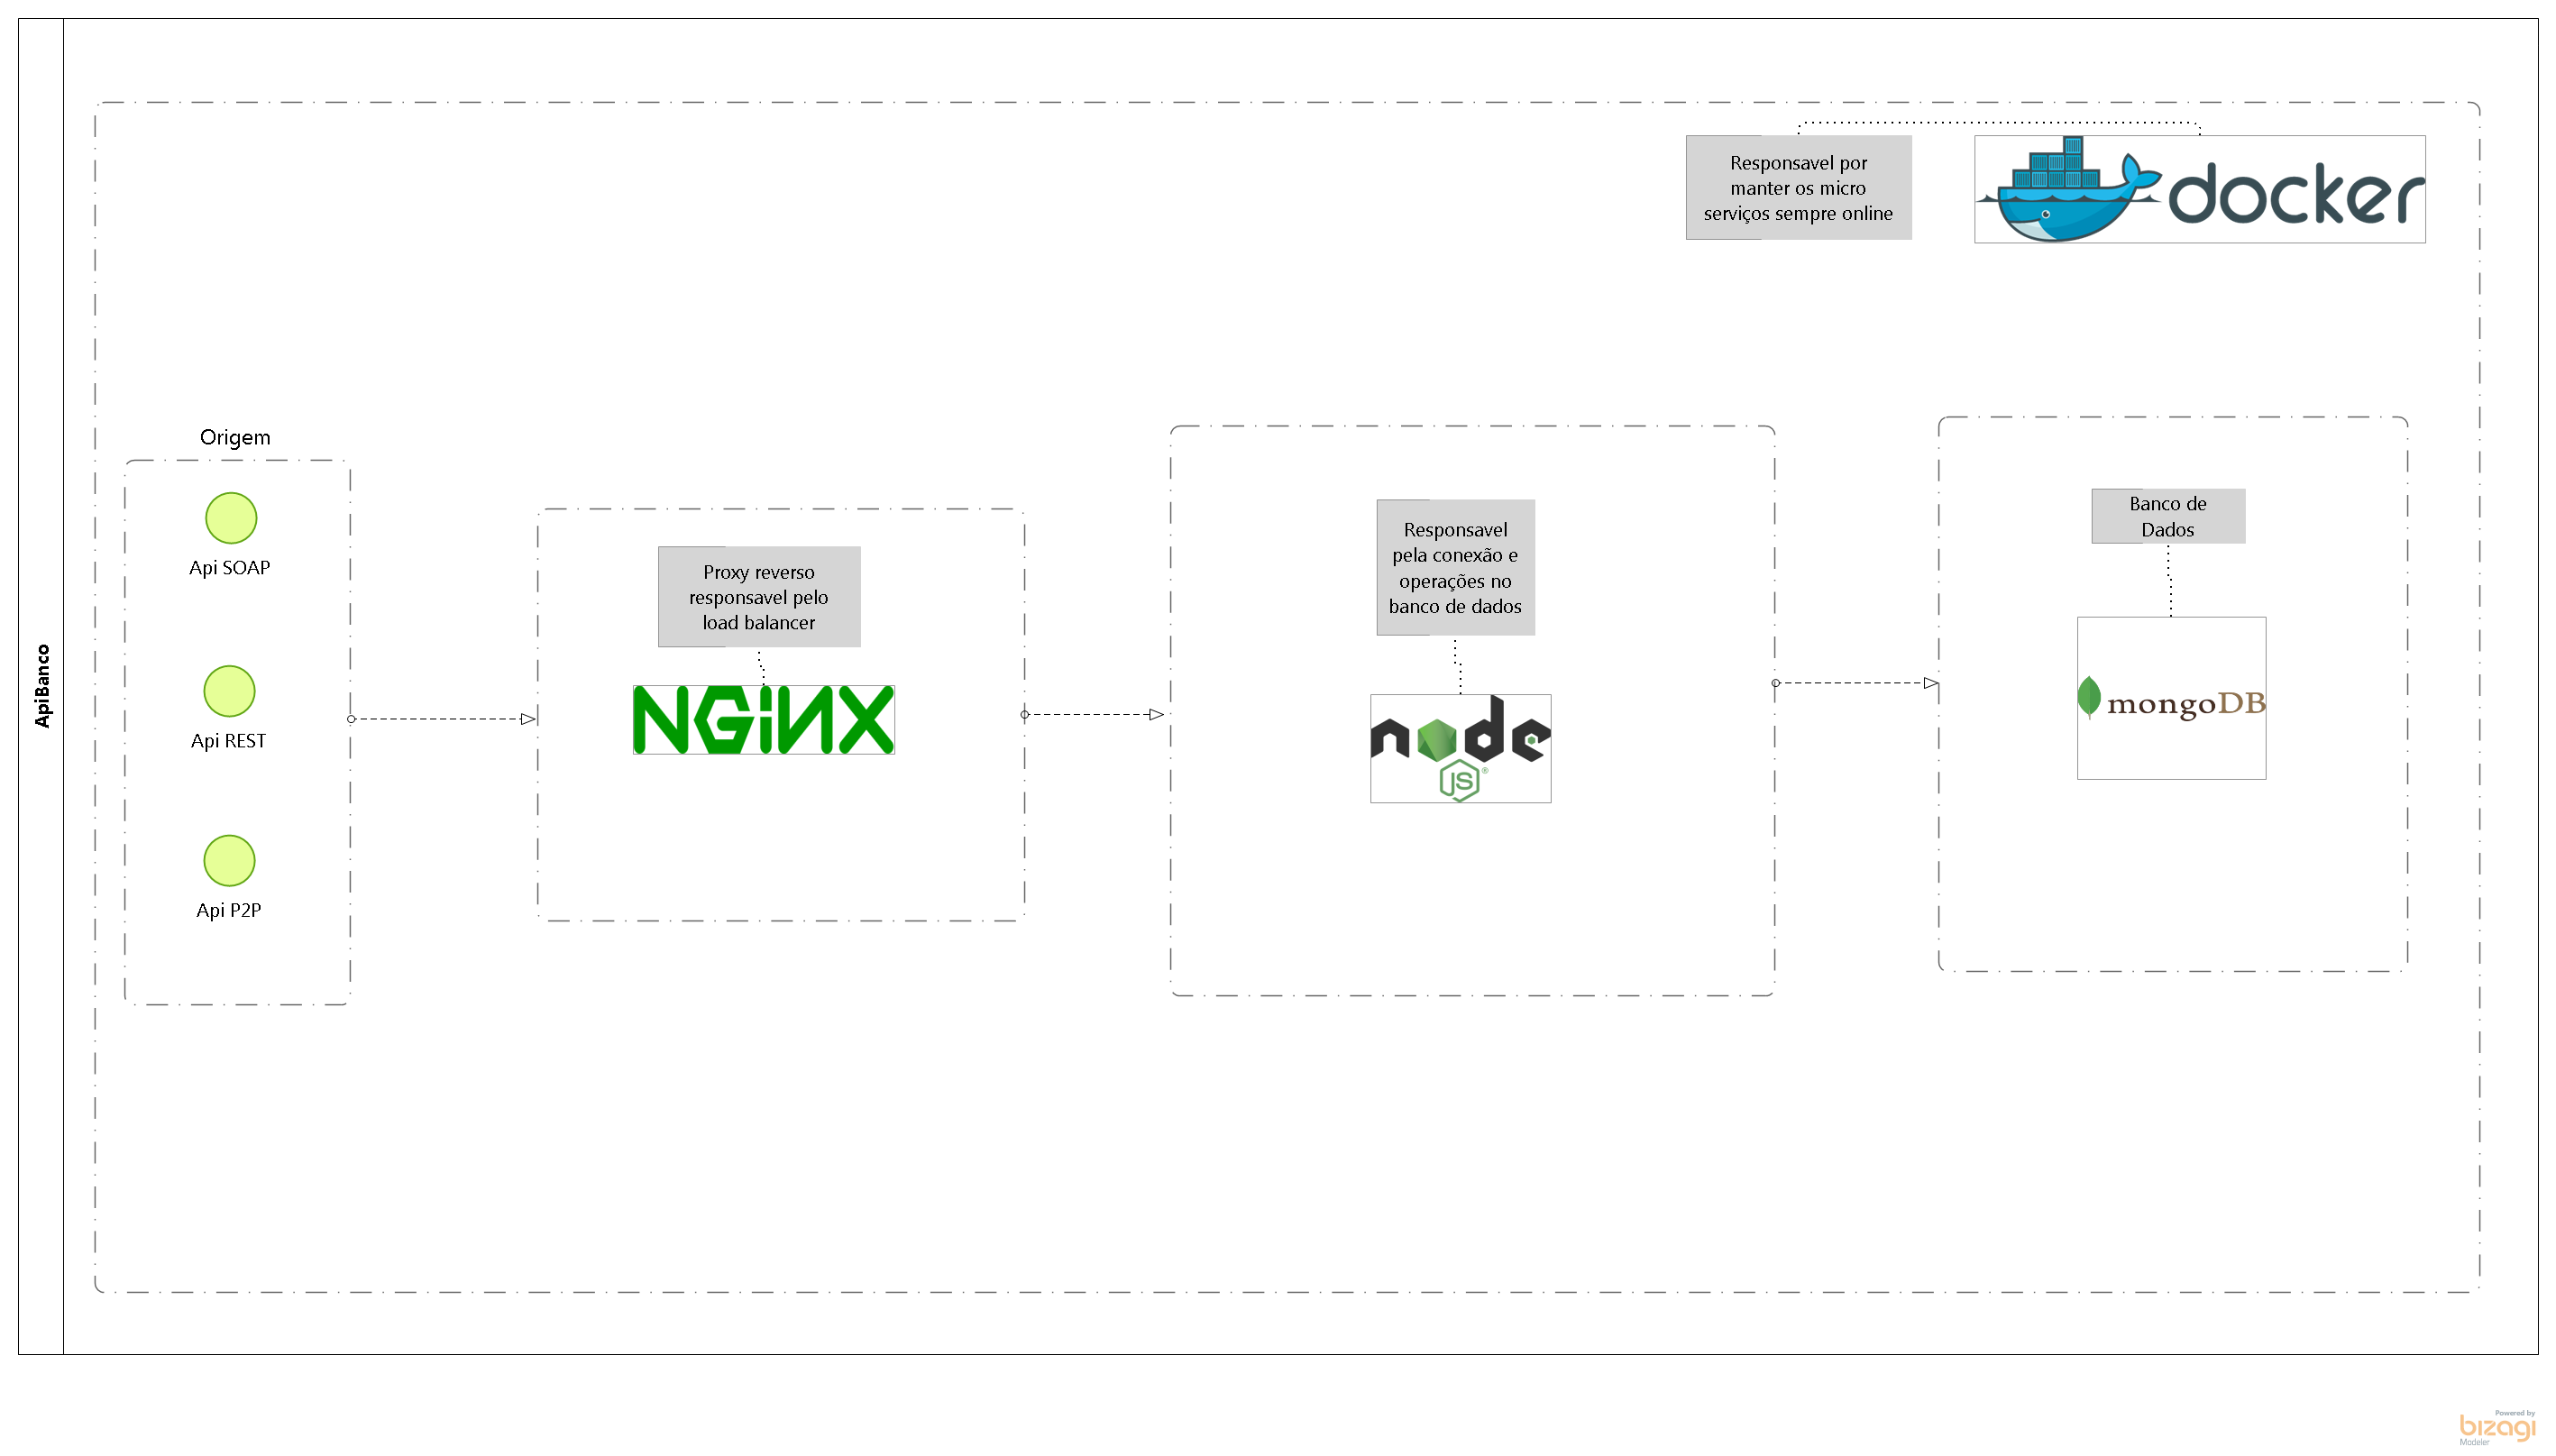 ApiBanco
Responsavel por
manter os micro
serviços sempre online
docker
Origem
Api SOAP
Api REST
Api P2P
Proxy reverso
responsavel pelo
load balancer
NGiNX
Responsavel
pela conexão e
operações no
banco de dados
node
JS®
Banco de
Dados
mongoDB
Powered by
bizagi
Modeler